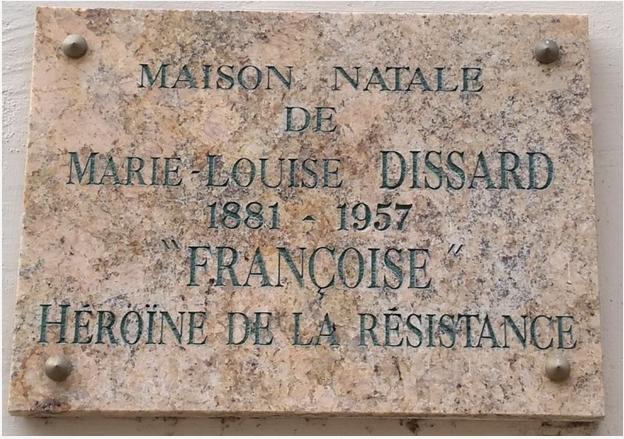 MAISON NATALE
DE
MARIE-LOUISE DISSARD
1881 - 1957
"FRANÇOISE"
HÉROÏNE DE LA RÉSISTANCE